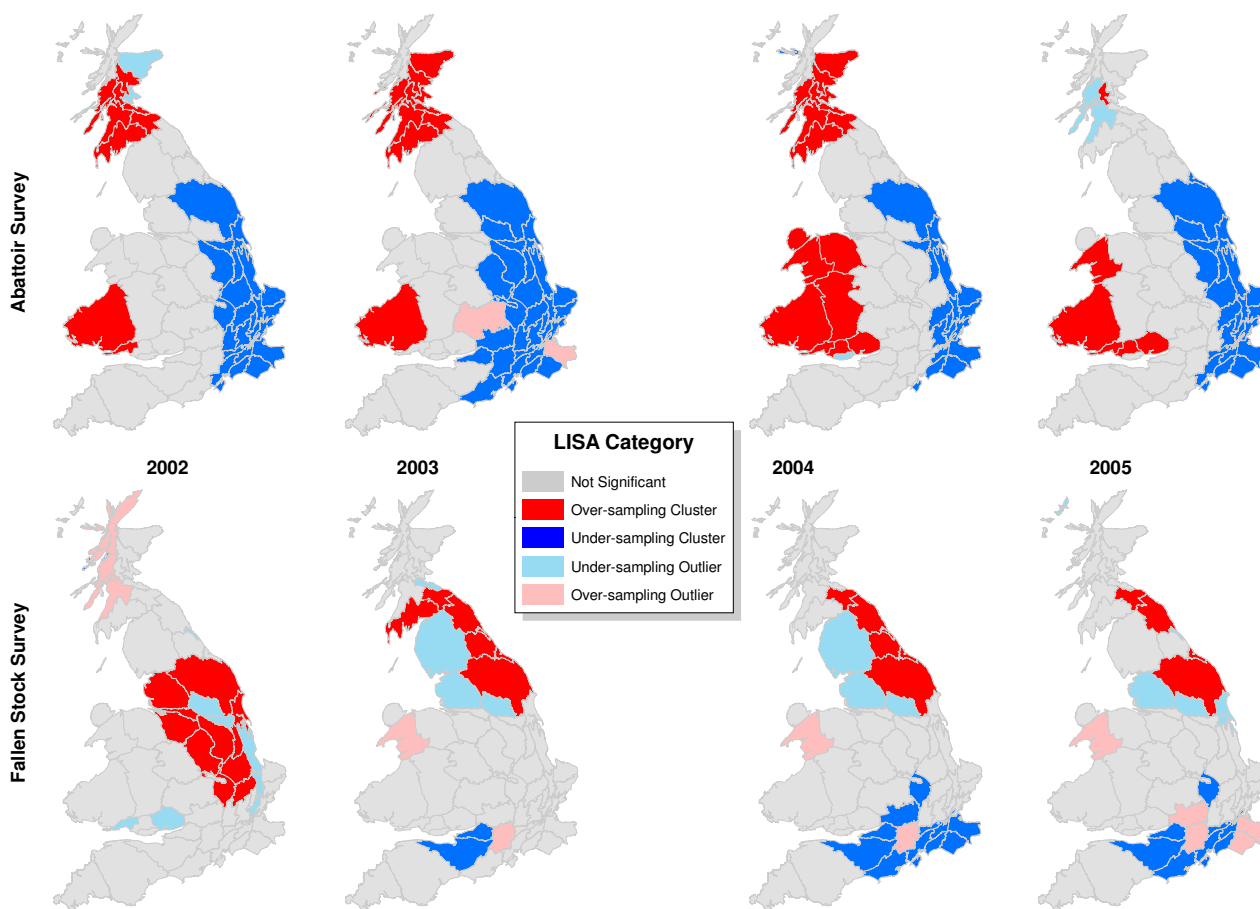 Abattoir Survey
LISA Category
2002
2003
2004
2005
Not Significant
Over-sampling Cluster
Under-sampling Cluster
Under-sampling Outlier
Over-sampling Outlier
Fallen Stock Survey